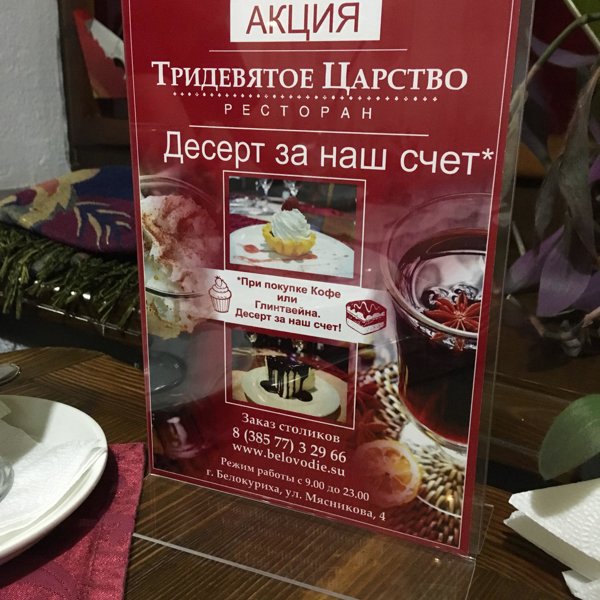 АКЦИЯ
ТРИДЕВЯТОЕ ЦАРСТВО
РЕСТОРАН
Десерт за наш счет*
*При покупке Кофе
или
Глинтвейна.
Десерт за наш счет!
Заказ столиков
8 (385 77) 3 29 66
www.belovodie.su
Режим работы с 9.00 до 23.00
г. Белокуриха, ул. Мясникова, 4